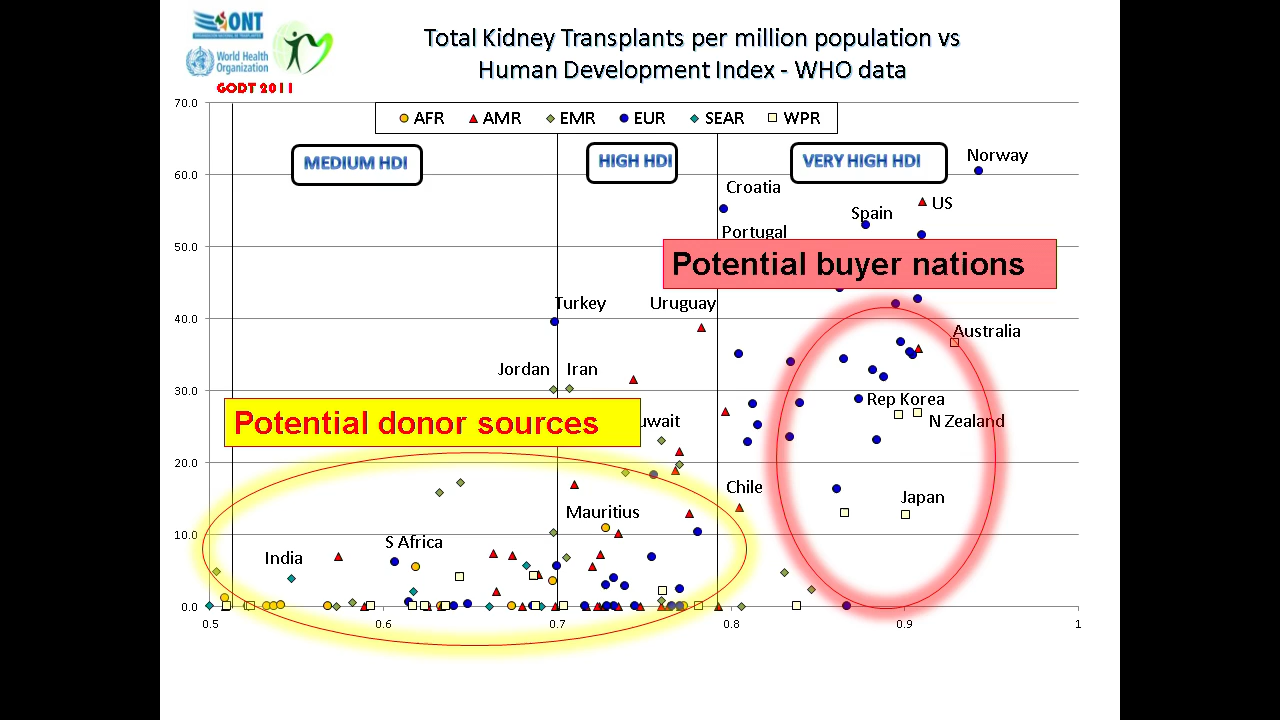 ONT
World Health
Organization
GODT 2011
Total Kidney Transplants per million population vs
Human Development Index - WHO data
70.0
AFR AMR EMR EUR SEAR WPR
MEDIUM HDI HIGH HDI VERY HIGH HDI
Norway
60.0
Croatia
US
Spain
Portugal
50.0
Potential buyer nations
Turkey Uruguay
40.0
Australia
Jordan Iran
30.0
Rep Korea
Potential donor sources
uwait
N Zealand
20.0
Chile
Japan
Mauritius
10.0
S Africa
India
0.0
0.5 0.6 0.7 0.8 0.9 1